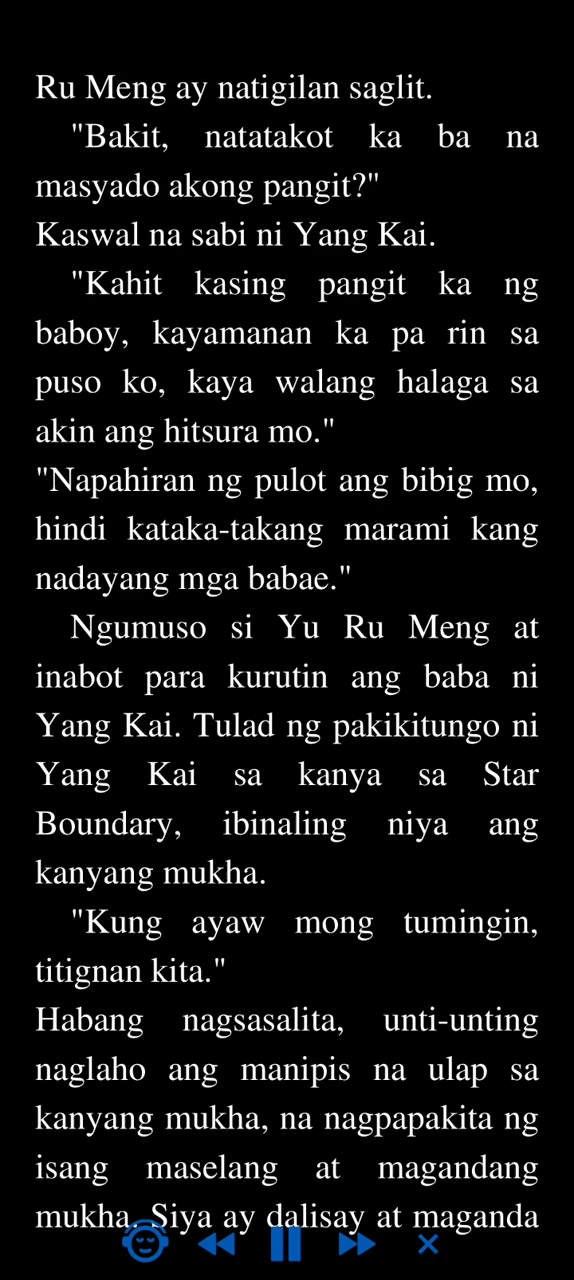 Ru Meng ay natigilan saglit.
"Bakit, natatakot ka ba na
masyado akong pangit?"
Kaswal na sabi ni Yang Kai.
"Kahit kasing pangit ka ng
baboy, kayamanan ka pa rin sa
puso ko, kaya walang halaga sa
akin ang hitsura mo."
"Napahiran ng pulot ang bibig mo,
hindi kataka-takang marami kang
nadayang mga babae."
Ngumuso si Yu Ru Meng at
inabot para kurutin ang baba ni
Yang Kai. Tulad ng pakikitungo ni
Yang Kai sa kanya sa Star
Boundary, ibinaling niya ang
kanyang mukha.
"Kung ayaw mong tumingin,
titignan kita."
Habang nagsasalita, unti-unting
naglaho ang manipis na ulap sa
kanyang mukha, na nagpapakita ng
isang maselang at magandang
mukha. Siya ay dalisay at maganda